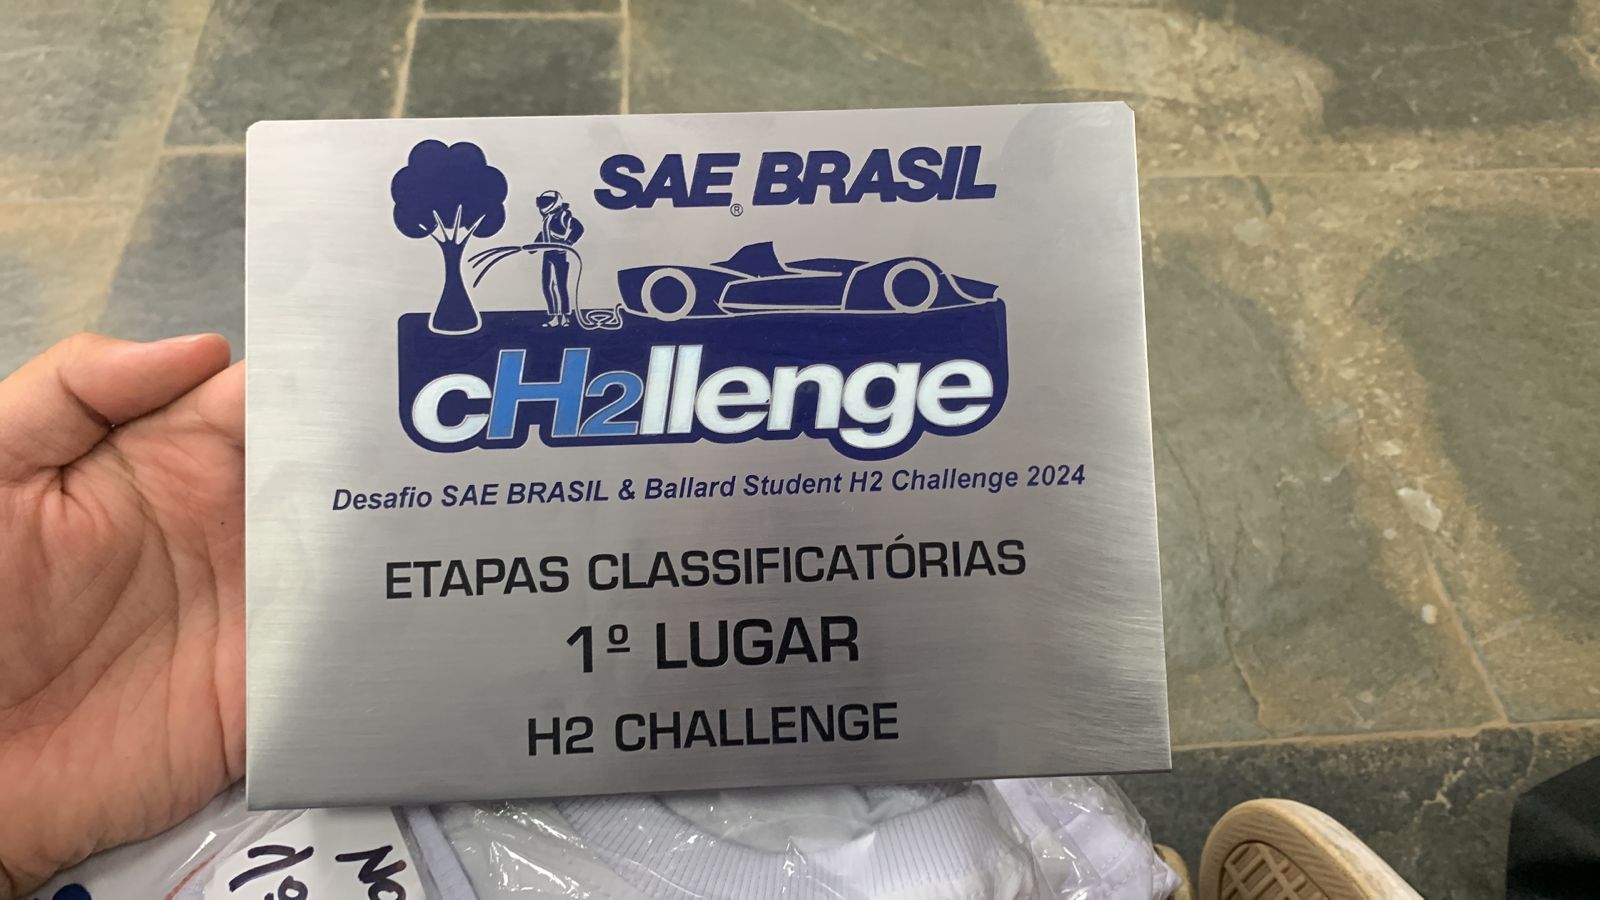 SAE BRASIL
®
cH2llenge
Desafio SAE BRASIL & Ballard Student H2 Challenge 2024
ETAPAS CLASSIFICATÓRIAS
1º LUGAR
H2 CHALLENGE